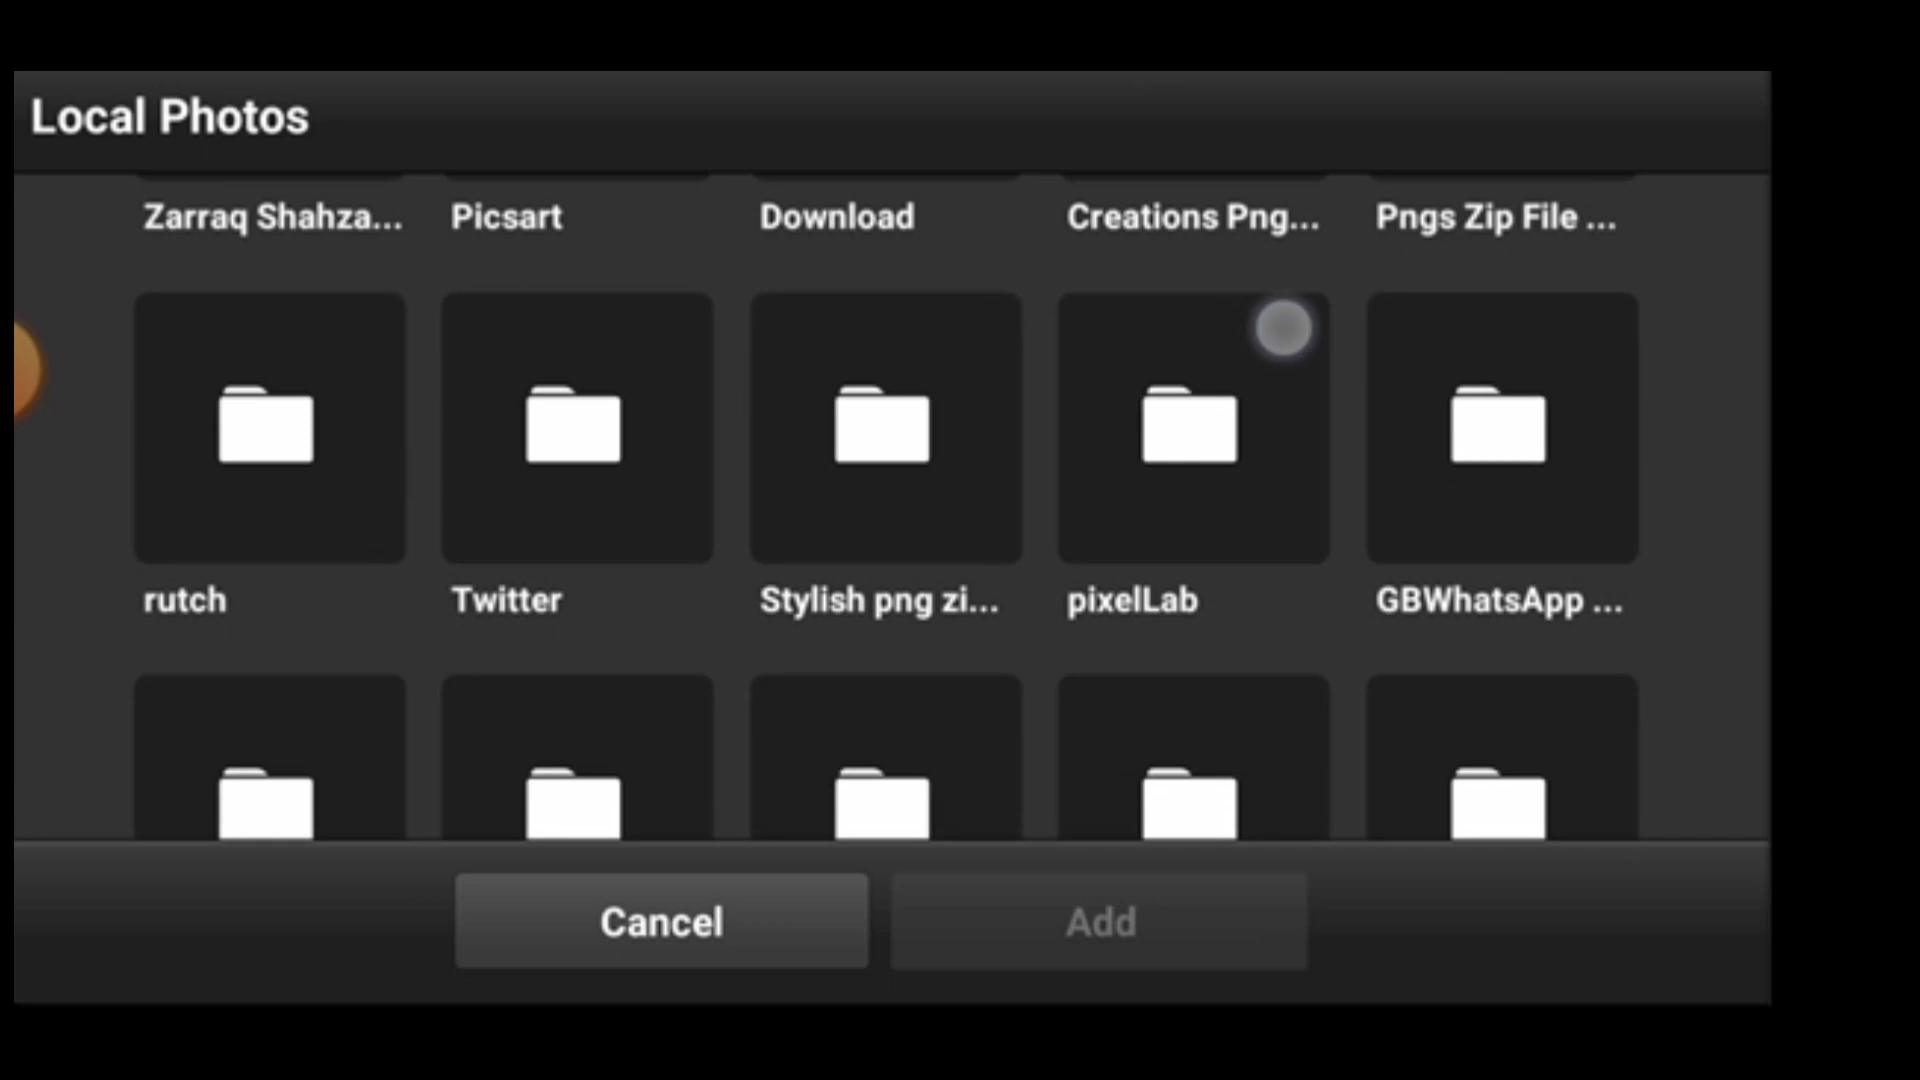 Local Photos
Zarraq Shahza...
Picsart
Download
Creations Png...
Pngs Zip File ...
rutch
Twitter
Stylish png zi...
pixelLab
GBWhatsApp ...
Cancel
Add